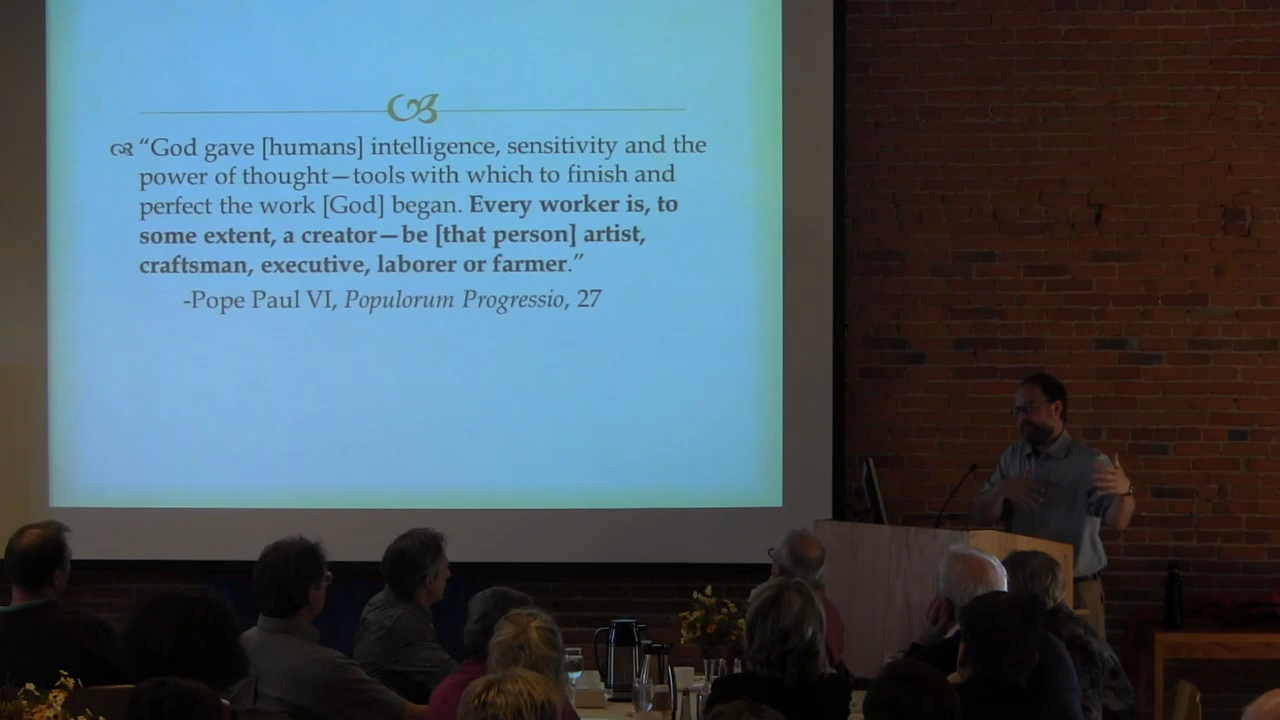 “God gave [humans] intelligence, sensitivity and the
power of thought—tools with which to finish and
perfect the work [God] began. Every worker is, to
some extent, a creator—be [that person] artist,
craftsman, executive, laborer or farmer.”
-Pope Paul VI, Populorum Progressio, 27